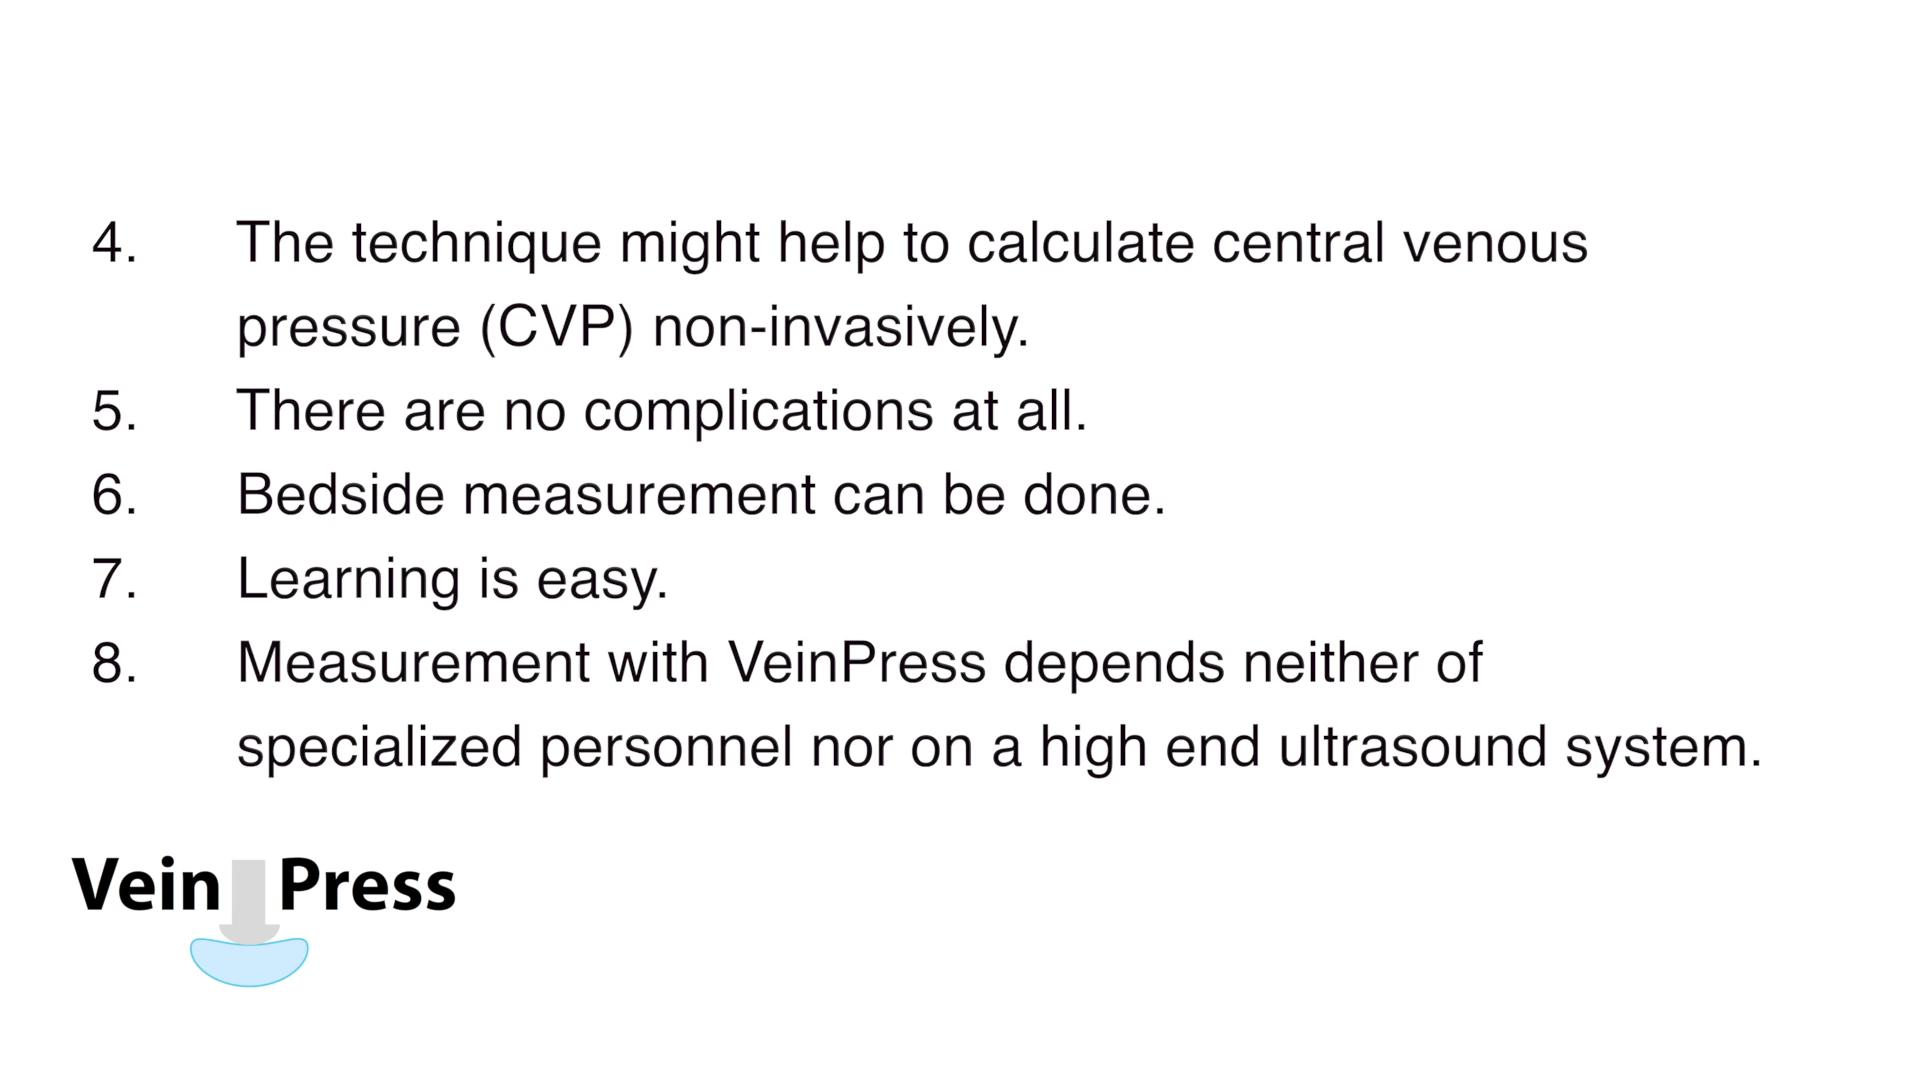 4. The technique might help to calculate central venous
pressure (CVP) non-invasively.
5. There are no complications at all.
6. Bedside measurement can be done.
7. Learning is easy.
8. Measurement with VeinPress depends neither of
specialized personnel nor on a high end ultrasound system.
Vein Press